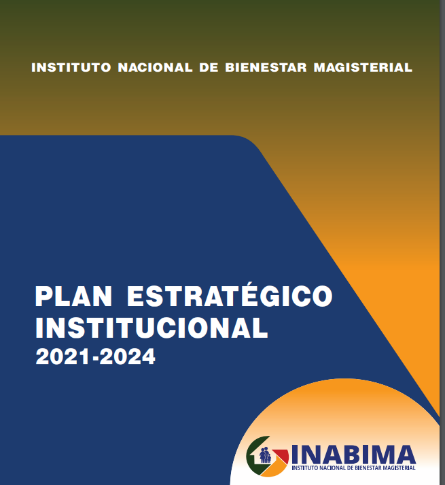 INSTITUTO NACIONAL DE BIENESTAR MAGISTERIAL
PLAN ESTRATÉGICO
INSTITUCIONAL
2021-2024
INABIMA
INSTITUTO NACIONAL DE BIENESTAR MAGISTERIAL